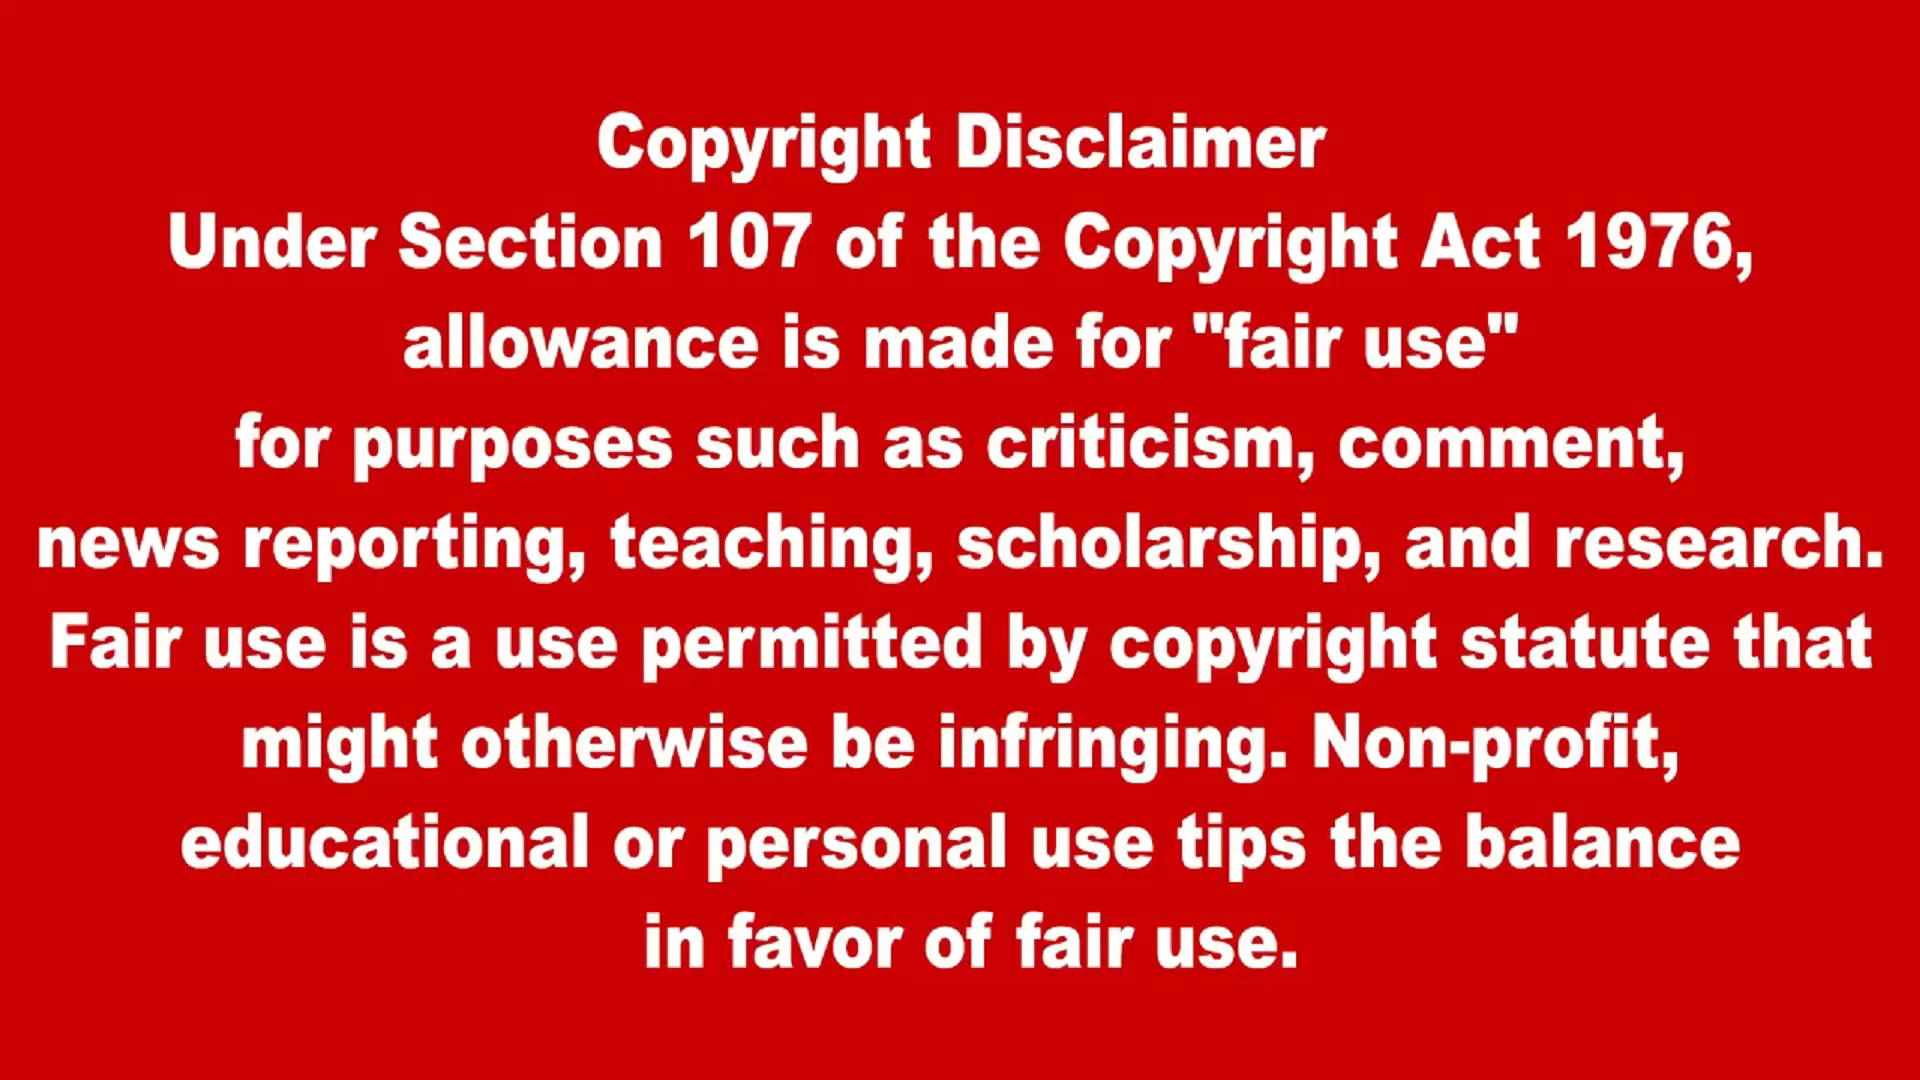 Copyright Disclaimer
Under Section 107 of the Copyright Act 1976,
allowance is made for "fair use"
for purposes such as criticism, comment,
news reporting, teaching, scholarship, and research.
Fair use is a use permitted by copyright statute that
might otherwise be infringing. Non-profit,
educational or personal use tips the balance
in favor of fair use.